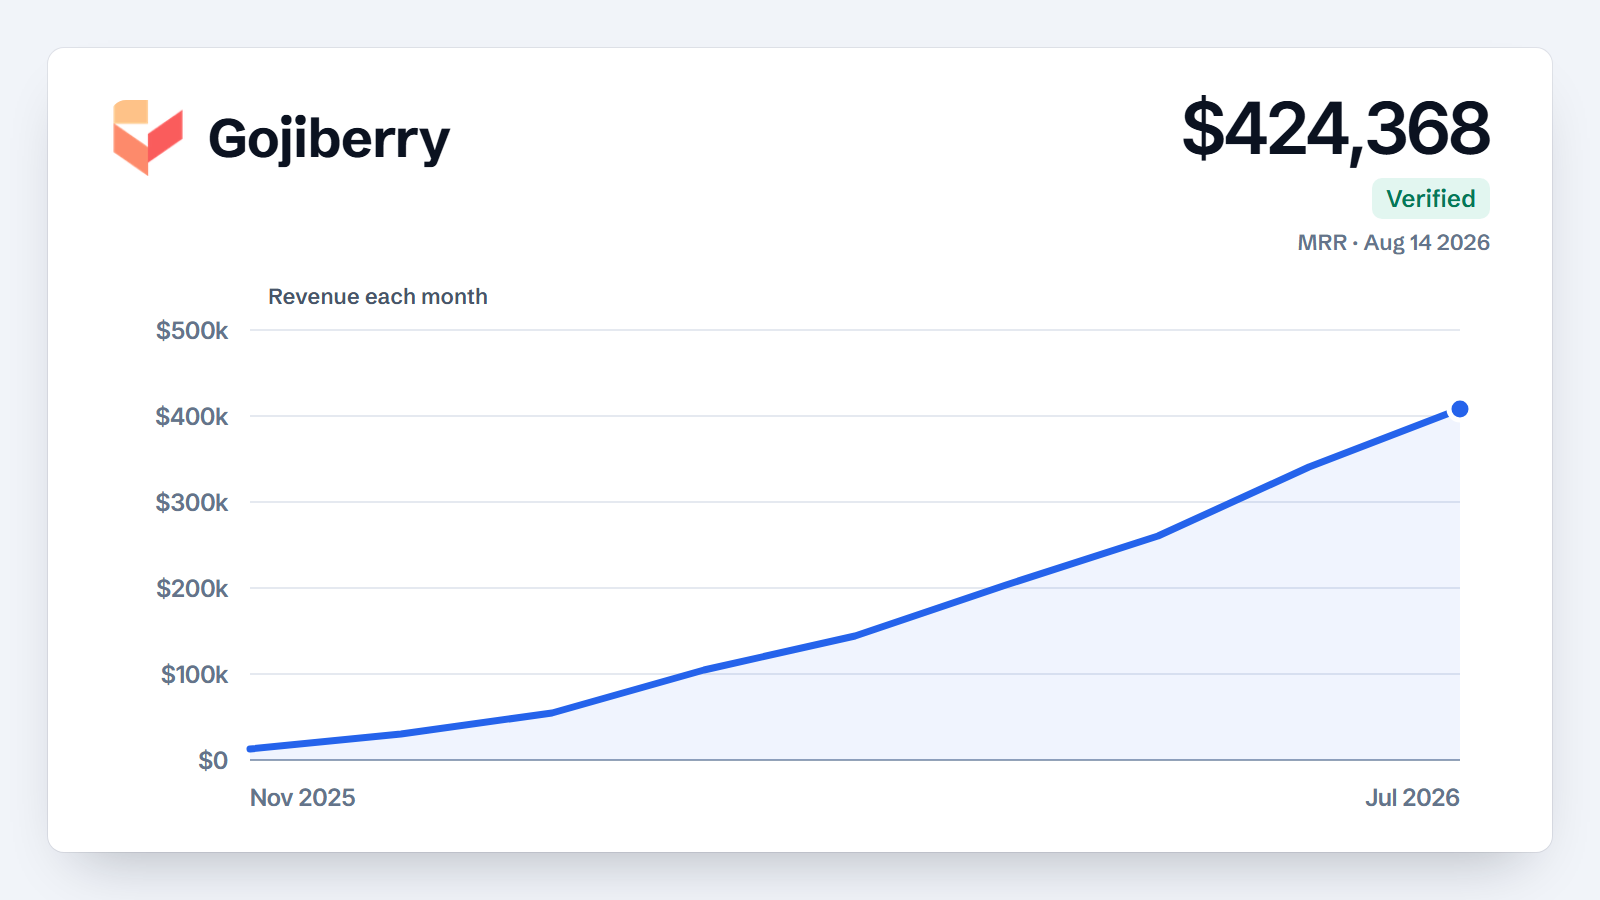 Gojiberry
$424,368
Verified
MRR · Aug 14 2026
Revenue each month
$500k
$400k
$300k
$200k
$100k
$0
Nov 2025
Jul 2026